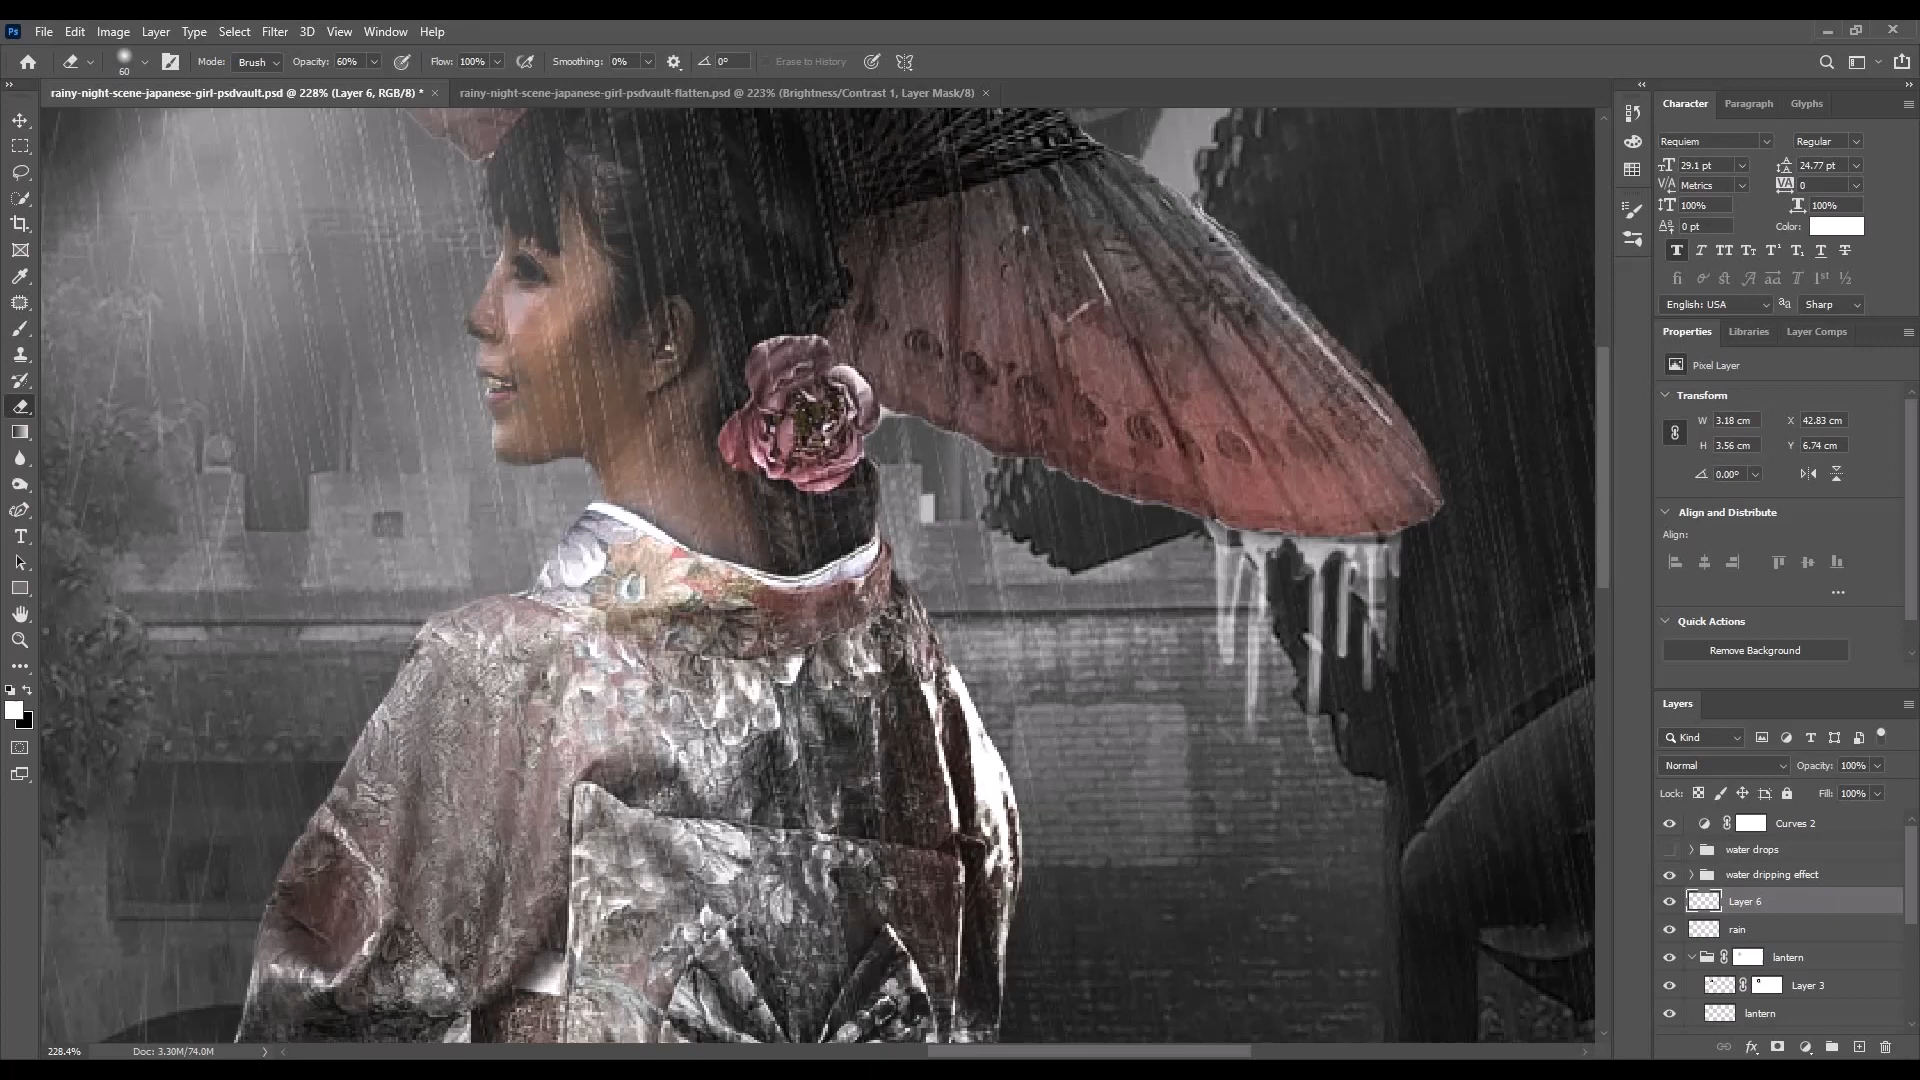 Ps File Edit Image Layer Type Select Filter 3D View Window Help
60 Mode: Brush Opacity: 60% Flow: 100% Smoothing: 0% 0° Erase to History
rainy-night-scene-japanese-girl-psdvault.psd @ 228% (Layer 6, RGB/8) * rainy-night-scene-japanese-girl-psdvault-flatten.psd @ 223% (Brightness/Contrast 1, Layer Mask/8)
Character Paragraph Glyphs
Requiem Regular
29.1 pt 24.77 pt
Metrics 0
100% 100%
0 pt Color:
English: USA Sharp
Properties Libraries Layer Comps
Pixel Layer
Transform
W 3.18 cm X 42.83 cm
H 3.56 cm Y 6.74 cm
0.00°
Align and Distribute
Align:
Quick Actions
Remove Background
Layers
Kind
Normal Opacity: 100%
Lock: Fill: 100%
Curves 2
water drops
water dripping effect
Layer 6
rain
lantern
Layer 3
lantern
228.4% Doc: 3.30M/74.0M